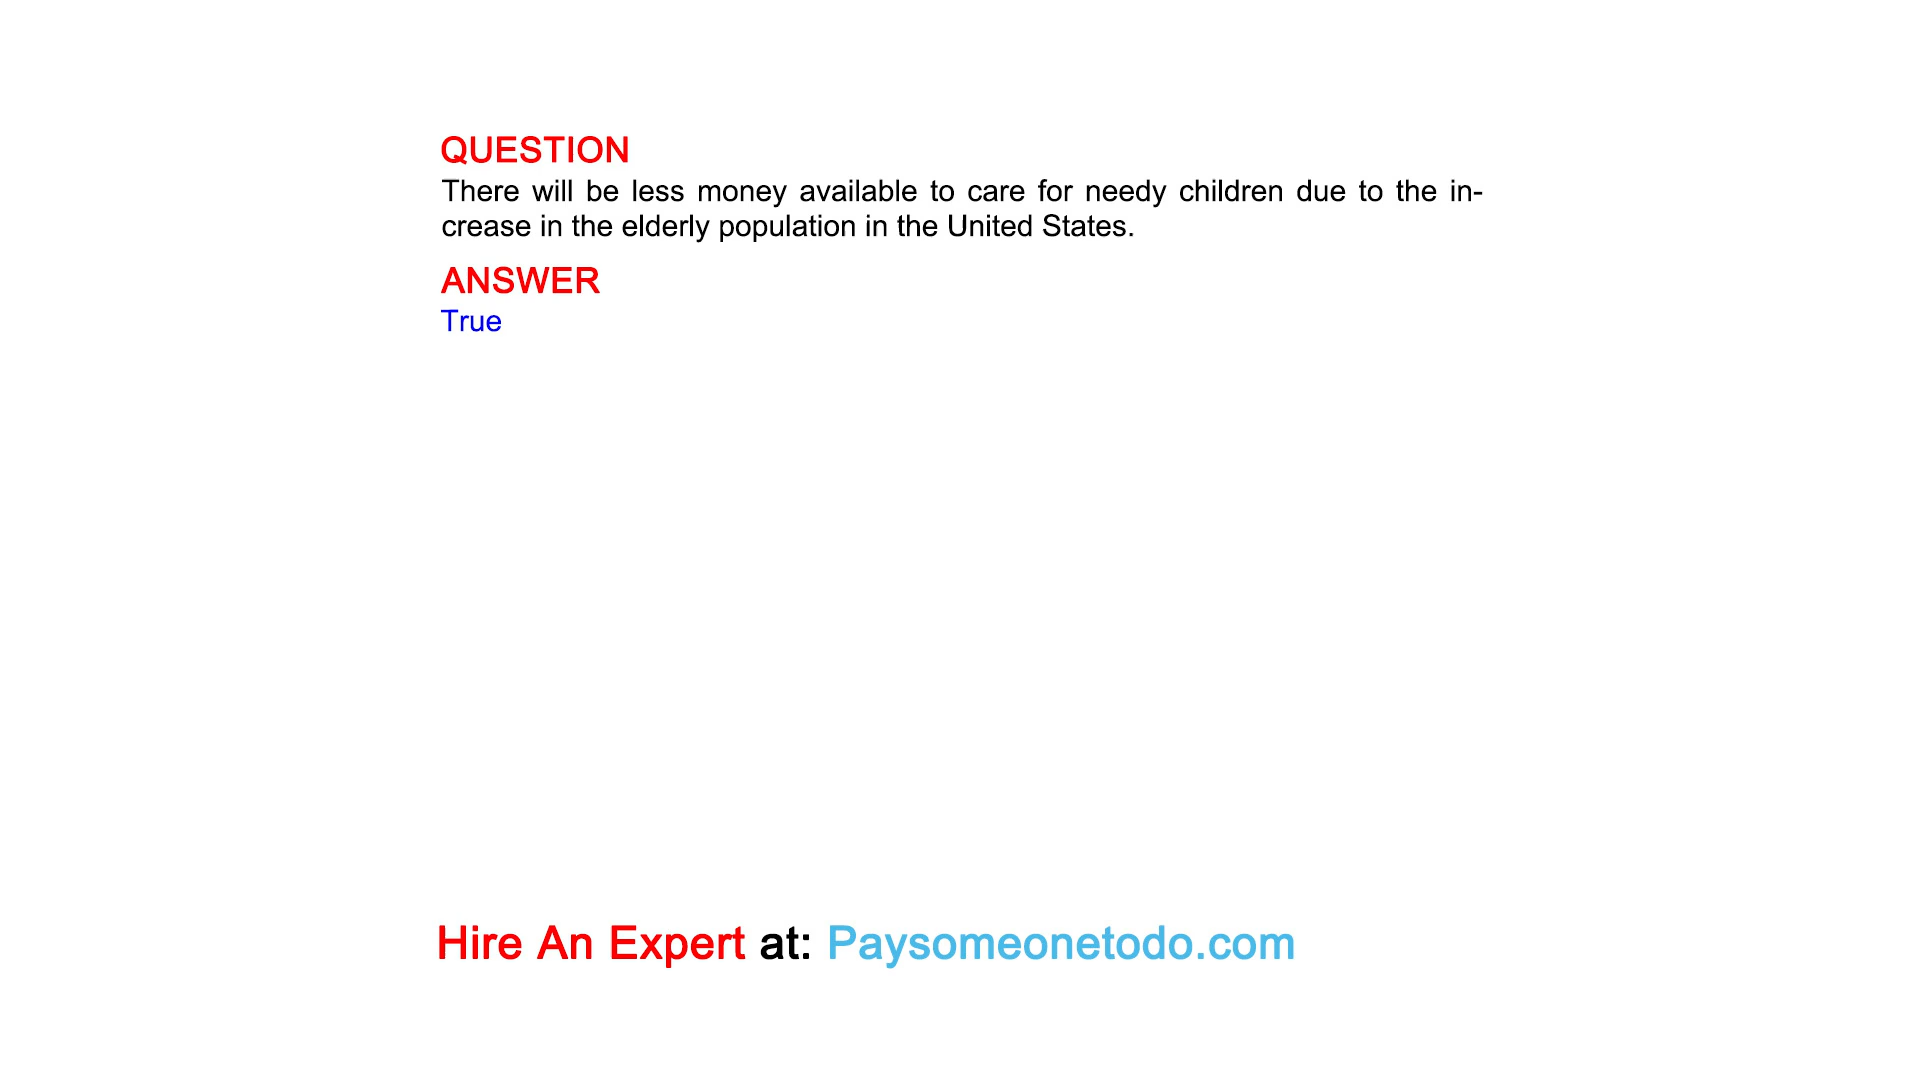 QUESTION
There will be less money available to care for needy children due to the in-
crease in the elderly population in the United States.
ANSWER
True
Hire An Expert at: Paysomeonetodo.com